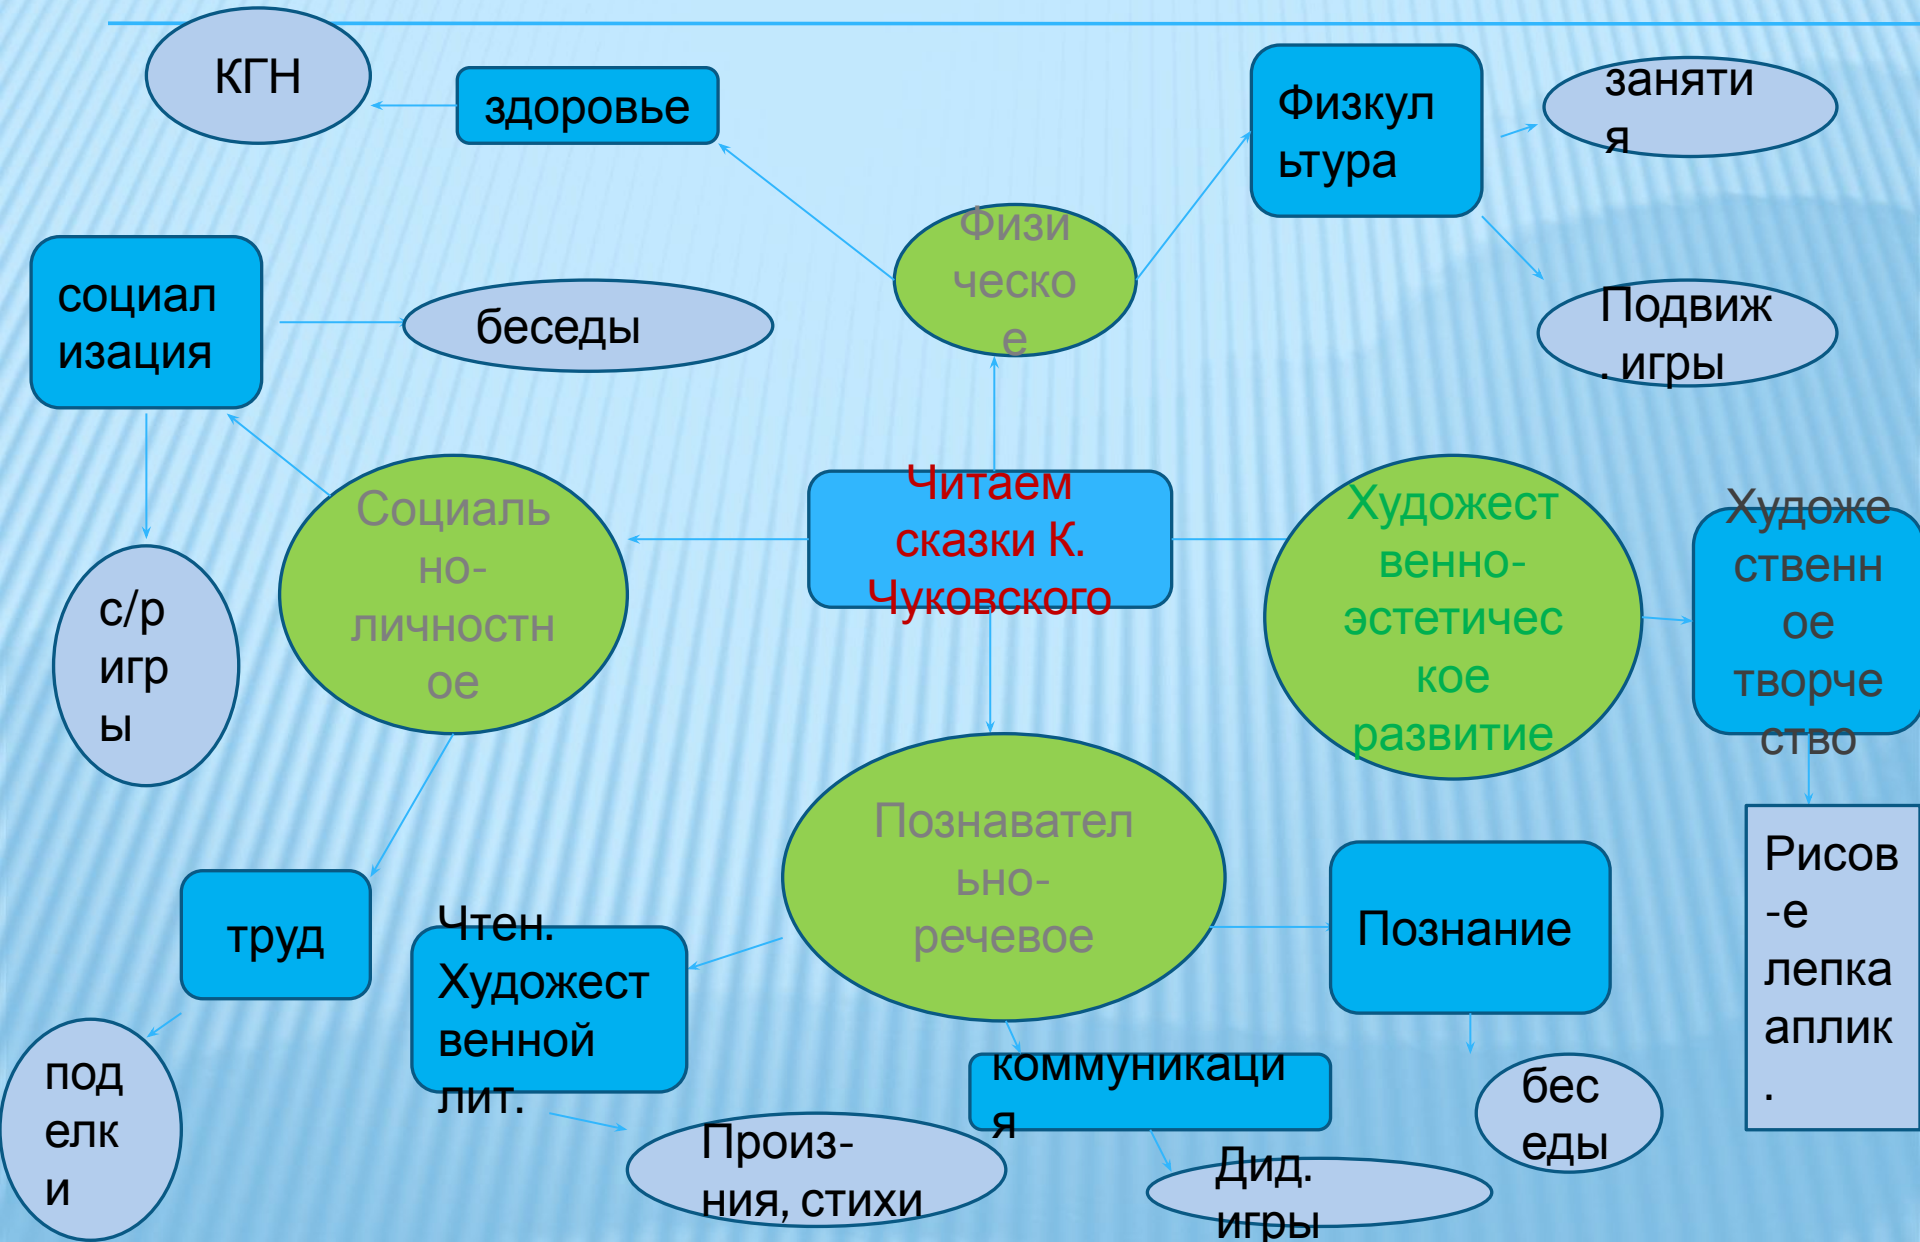 КГН
здоровье
Физкул
ьтура
заняти
я
Физи
ческо
е
социал
изация
беседы
Подвиж
. игры
Читаем
сказки К.
Чуковского
Социаль
но-
личностн
ое
Художест
венно-
эстетичес
кое
развитие
Художе
ственн
ое
творче
ство
с/р
игр
ы
Познавател
ьно-
речевое
Познание
Рисов
-е
лепка
аплик
.
труд
Чтен.
Художест
венной
лит.
коммуникаци
я
бес
еды
под
елк
и
Произ-
ния, стихи
Дид.
игры